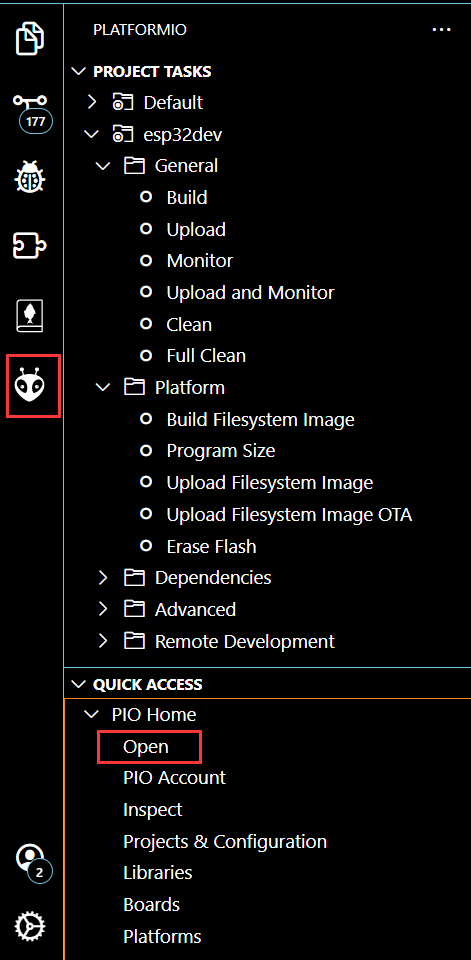 PLATFORMIO
PROJECT TASKS
Default
177
esp32dev
General
Build
Upload
Monitor
Upload and Monitor
Clean
Full Clean
Platform
Build Filesystem Image
Program Size
Upload Filesystem Image
Upload Filesystem Image OTA
Erase Flash
Dependencies
Advanced
Remote Development
QUICK ACCESS
PIO Home
Open
PIO Account
Inspect
Projects & Configuration
2
Libraries
Boards
Platforms